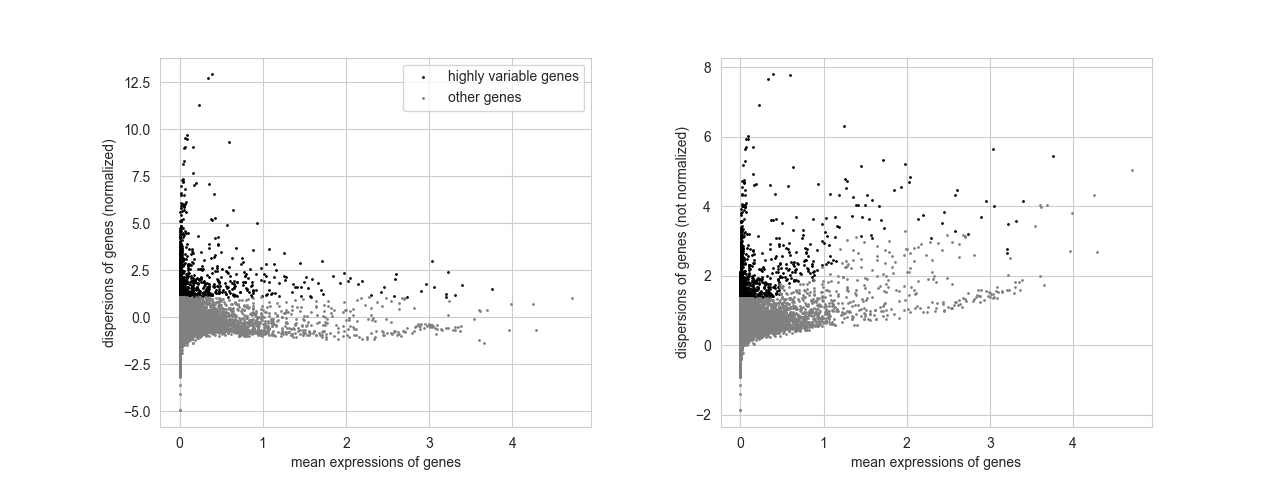 highly variable genes
other genes
12.5
10.0
7.5
5.0
2.5
0.0
−2.5
−5.0
dispersions of genes (normalized)
0 1 2 3 4
mean expressions of genes
8
6
4
2
0
−2
dispersions of genes (not normalized)
0 1 2 3 4
mean expressions of genes